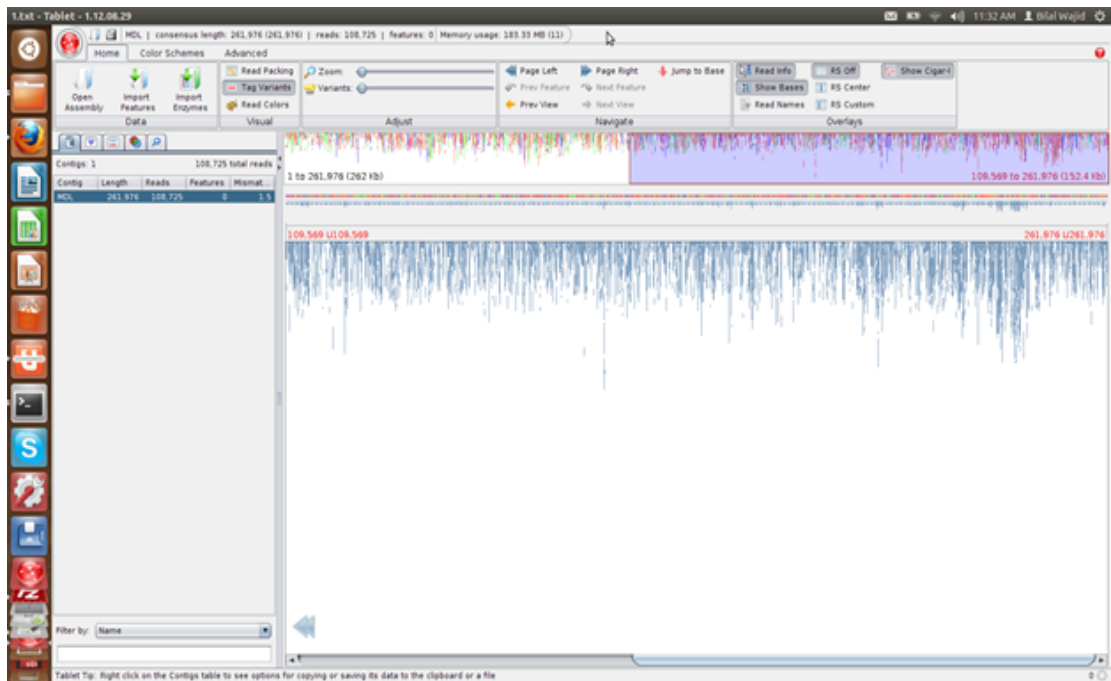 1.txt - Tablet - 1.12.08.29
11:32 AM Bilal Wajid
MDL | consensus length: 261,976 (261,976) | reads: 108,725 | features: 0 Memory usage: 183.33 MB (11)
Home Color Schemes Advanced
Open Assembly
Import Features
Import Enzymes
Data
Read Packing
Tag Variants
Read Colors
Visual
Zoom:
Variants:
Adjust
Page Left Page Right Jump to Base
Prev Feature Next Feature
Prev View Next View
Navigate
Read Info RS Off Show Cigar-I
Show Bases RS Center
Read Names RS Custom
Overlays
Contigs: 1 108,725 total reads
Contig Length Reads Features Mismat...
MDL 261,976 108,725 0 1.5
1 to 261,976 (262 Kb) 109,569 to 261,976 (152.4 Kb)
109,569 U109,569 261,976 U261,976
Filter by: Name
Tablet Tip: Right click on the Contigs table to see options for copying or saving its data to the clipboard or a file
0